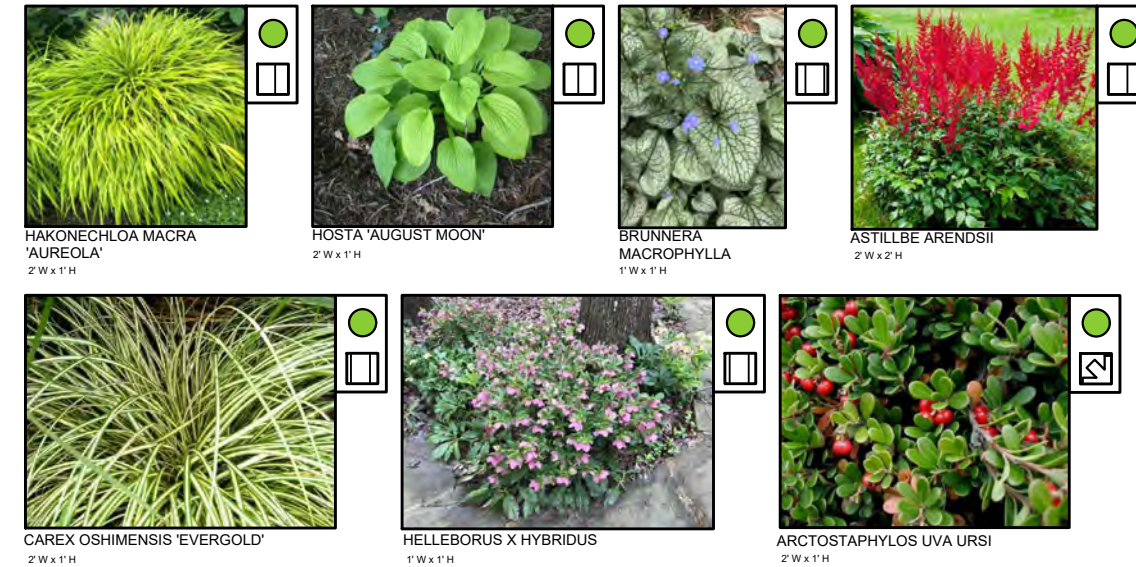 HAKONECHLOA MACRA
'AUREOLA'
2' W x 1' H
HOSTA 'AUGUST MOON'
2' W x 1' H
BRUNNERA
MACROPHYLLA
1' W x 1' H
ASTILLBE ARENDSII
2' W x 2' H
CAREX OSHIMENSIS 'EVERGOLD'
2' W x 1' H
HELLEBORUS X HYBRIDUS
1' W x 1' H
ARCTOSTAPHYLOS UVA URSI
2' W x 1' H